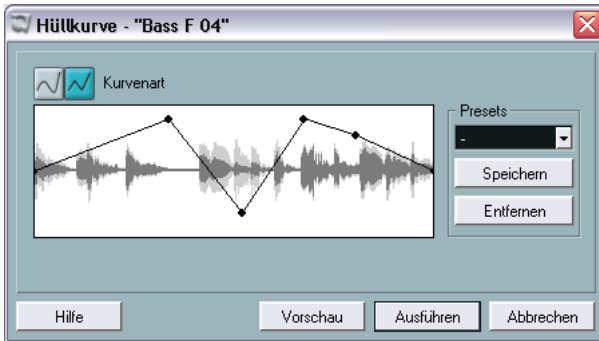 Hüllkurve - "Bass F 04"
Kurvenart
Presets
-
Speichern
Entfernen
Hilfe
Vorschau
Ausführen
Abbrechen